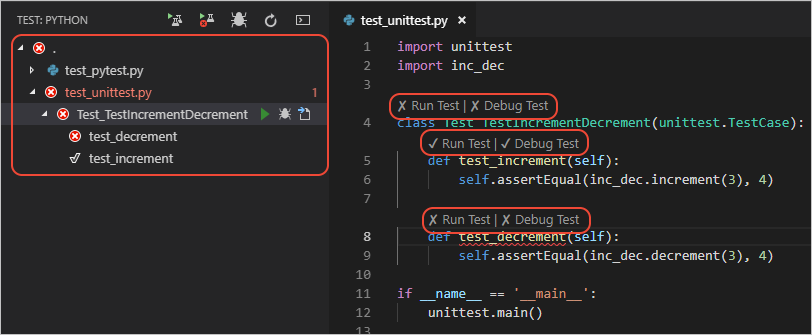 TEST: PYTHON
.
test_pytest.py
test_unittest.py 1
Test_TestIncrementDecrement
test_decrement
test_increment
test_unittest.py ×
1 import unittest
2 import inc_dec
3
✗ Run Test | ✗ Debug Test
4 class Test_TestIncrementDecrement(unittest.TestCase):
✓ Run Test | ✓ Debug Test
5 def test_increment(self):
6 self.assertEqual(inc_dec.increment(3), 4)
7
✗ Run Test | ✗ Debug Test
8 def test_decrement(self):
9 self.assertEqual(inc_dec.decrement(3), 4)
10
11 if __name__ == '__main__':
12 unittest.main()
13